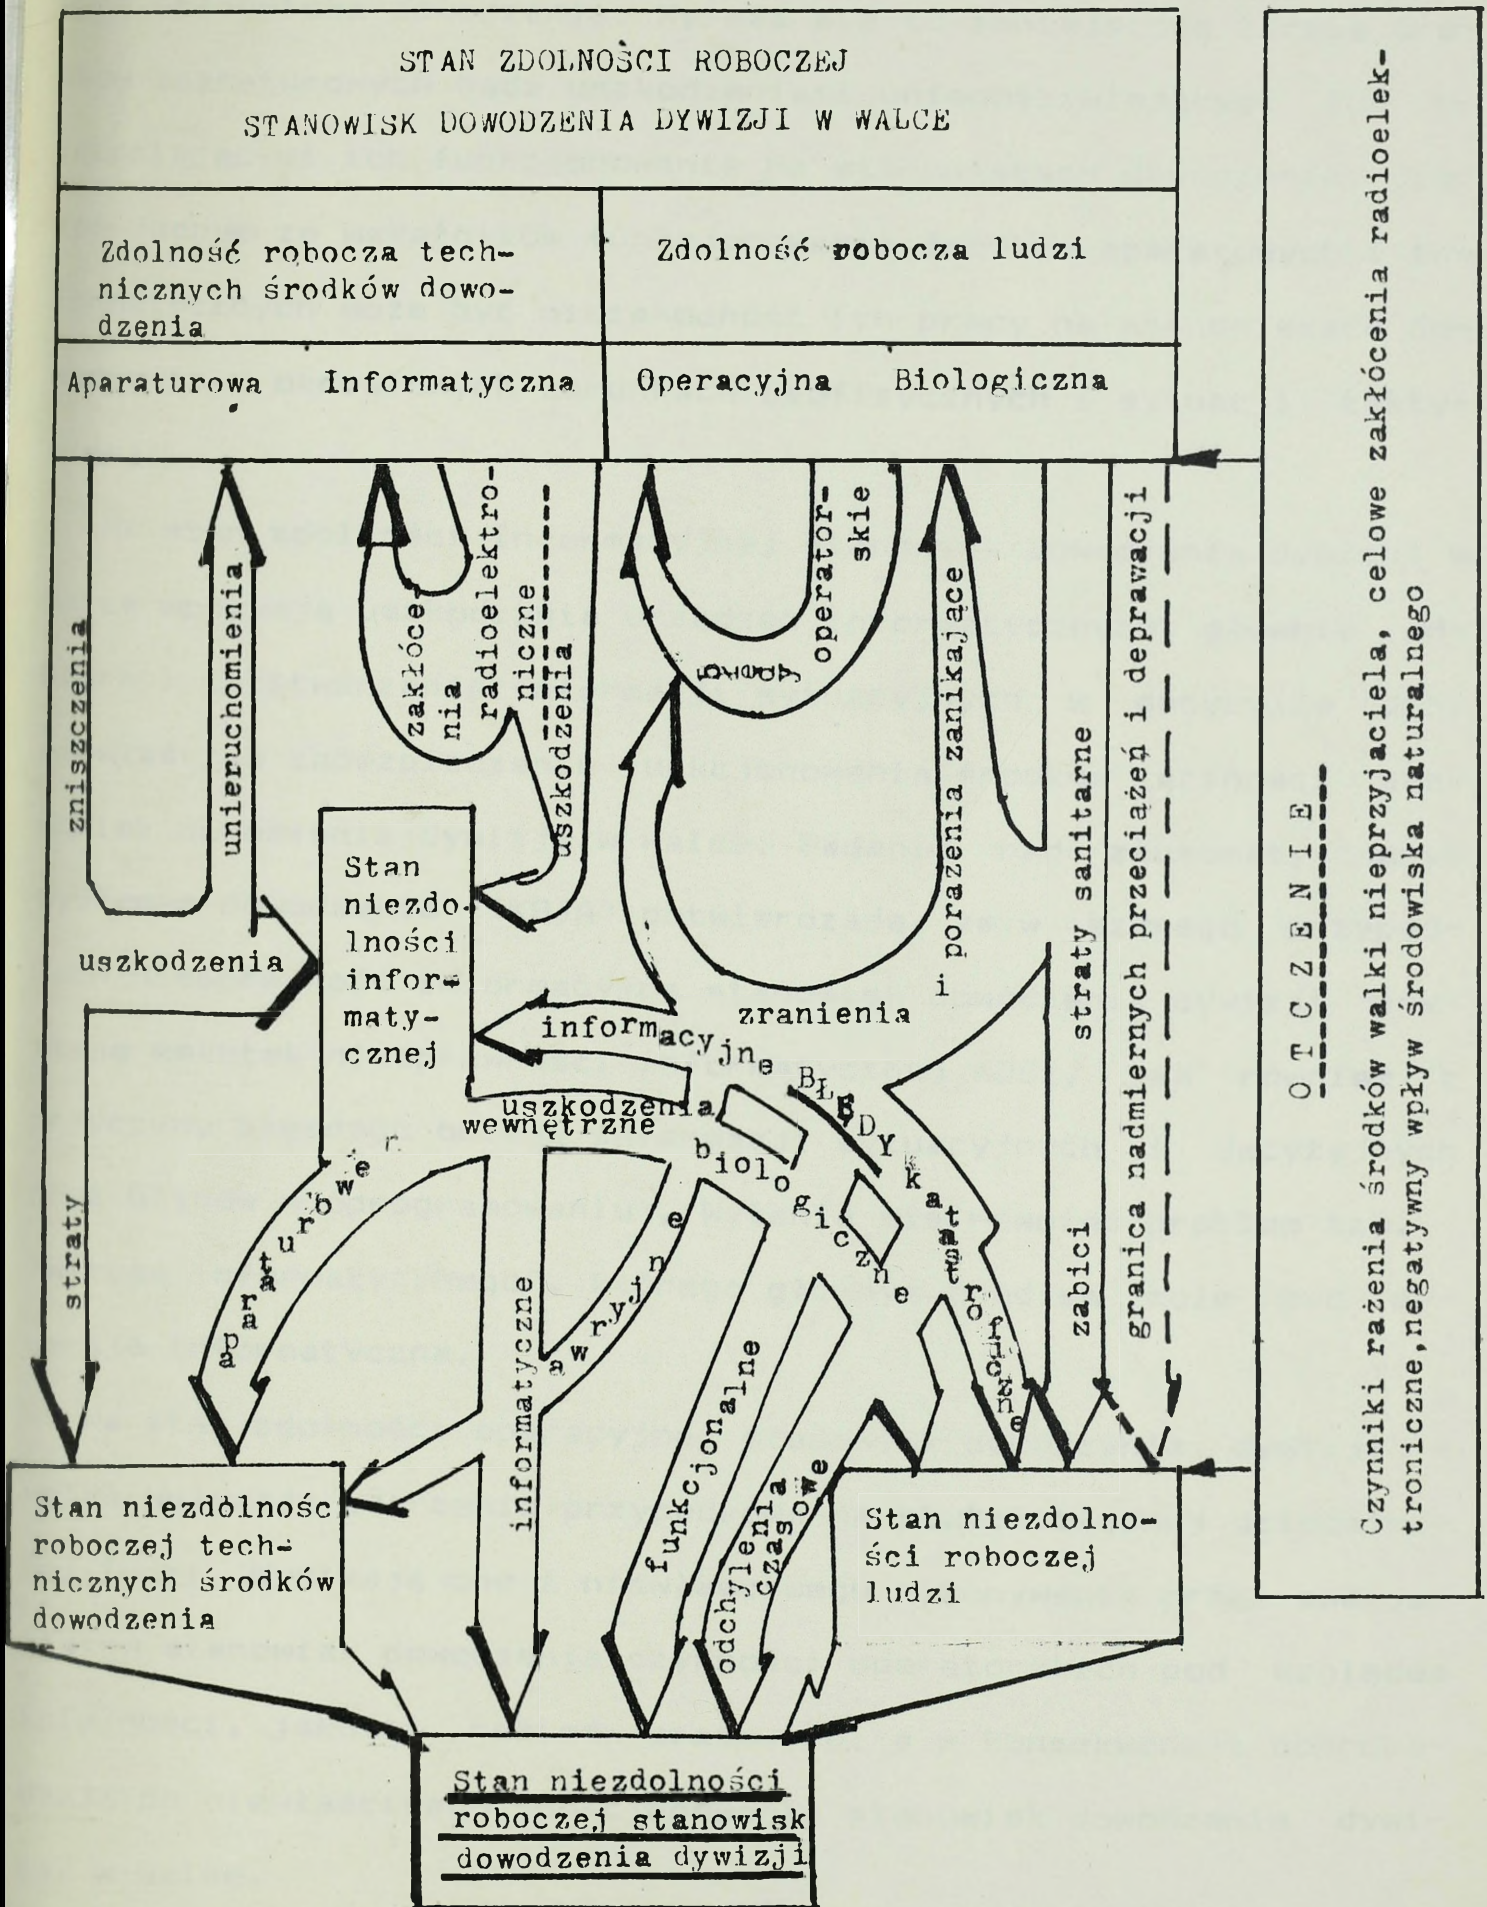 STAN ZDOLNOŚCI ROBOCZEJ
STANOWISK DOWODZENIA DYWIZJI W WALCE
Zdolność robocza tech-
nicznych środków dowo-
dzenia
Zdolność robocza ludzi
Aparaturowa
Informatyczna
Operacyjna
Biologiczna
zniszczenia
unieruchomienia
zakłóce-
nia
radioelektro-
niczne
uszkodzenia
błędy
operator-
skie
i porażenia zanikające
zranienia
straty sanitarne
zabici
granica nadmiernych przeciążeń i deprawacji
uszkodzenia
straty
Stan
niezdo-
lności
infor-
maty-
cznej
informacyjne
uszkodzenia
wewnętrzne
biologiczne
BŁĘDY
katastroficzne
aparaturowe
informatyczne
awryjne
funkcjonalne
odchylenia
czasowe
Stan niezdolnośc
roboczej tech-
nicznych środków
dowodzenia
Stan niezdolno-
ści roboczej
ludzi
Stan niezdolności
roboczej stanowisk
dowodzenia dywizji
OTCZENIE
Czynniki rażenia środków walki nieprzyjaciela, celowe zakłócenia radioelek-
troniczne,negatywny wpływ środowiska naturalnego